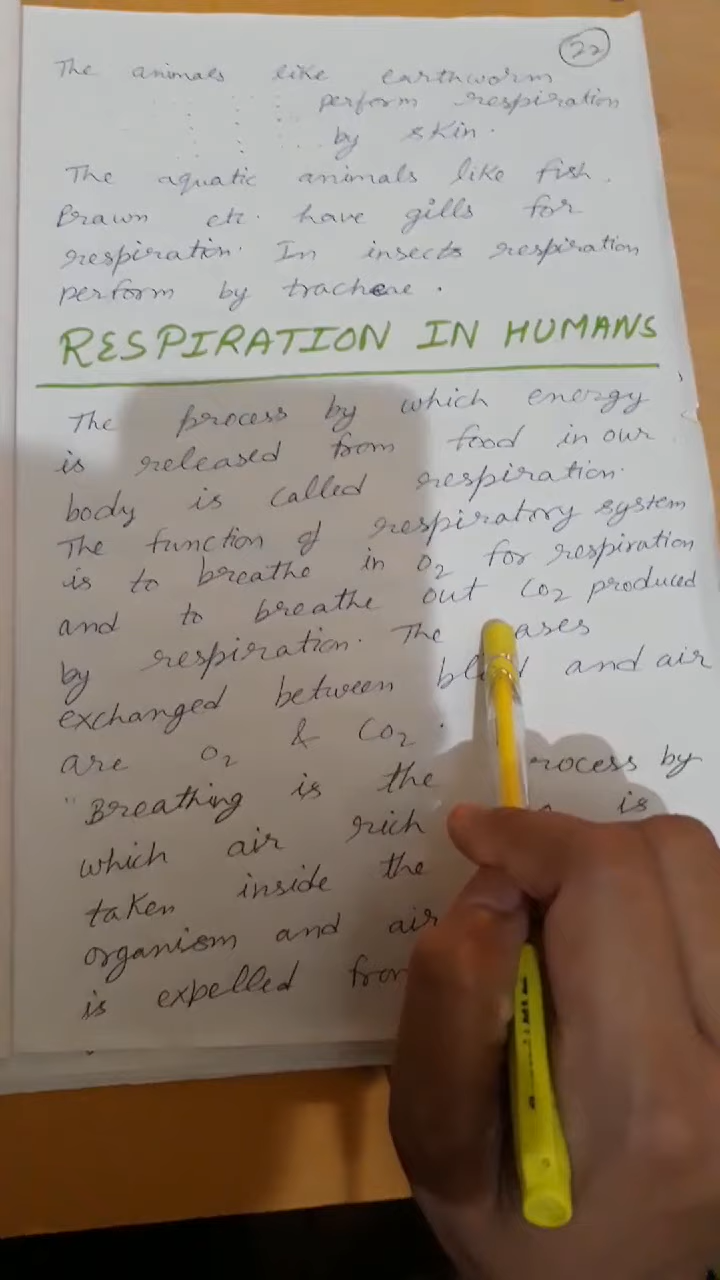 22
The animals like earthworm
perform respiration
by skin.
The aquatic animals like fish,
Prawn etc. have gills for
respiration. In insects respiration
perform by tracheae.
RESPIRATION IN HUMANS
The process by which energy
is released from food in our
body is called respiration.
The function of respiratory system
is to breathe in O2 for respiration
and to breathe out CO2 produced
by respiration. The ases
exchanged between bl d and air
are O2 & CO2.
"Breathing is the rocess by
which air rich is
taken inside the
organism and air
is expelled from